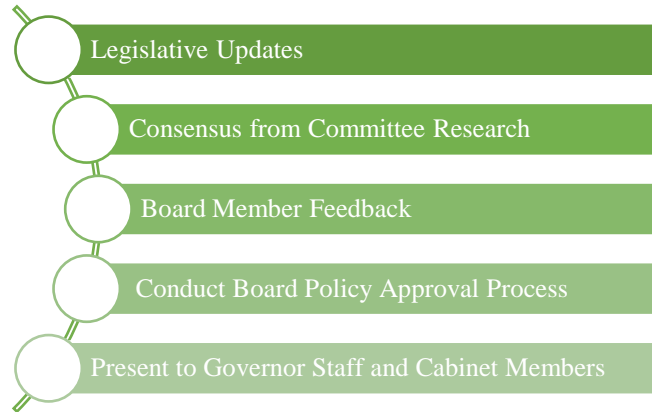 Legislative Updates
Consensus from Committee Research
Board Member Feedback
Conduct Board Policy Approval Process
Present to Governor Staff and Cabinet Members